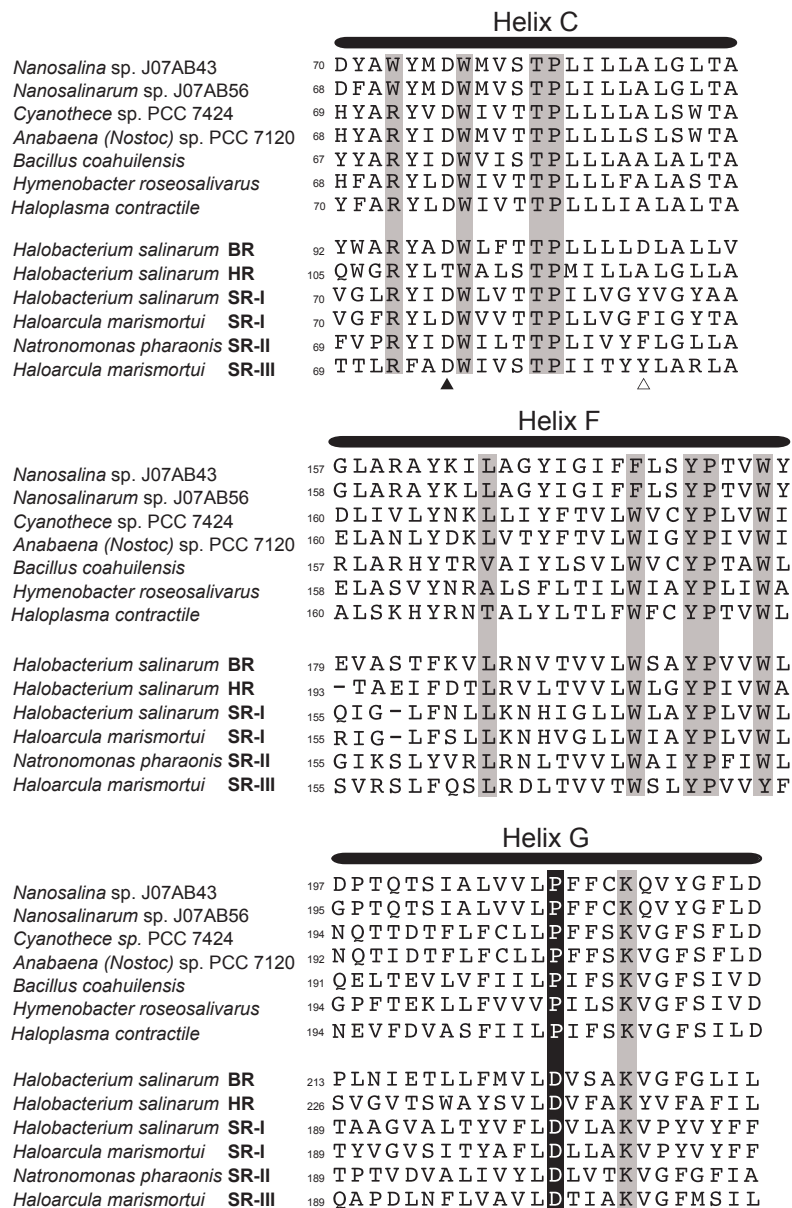 Helix C
Nanosalina sp. J07AB43 70 DYAWYMDWMVSTPLILLALGLTA
Nanosalinarum sp. J07AB56 68 DFAWYMDWMVSTPLILLALGLTA
Cyanothece sp. PCC 7424 69 HYARYVDWIVTTPLLLLALSWTA
Anabaena (Nostoc) sp. PCC 7120 68 HYARYIDWMVTTPLLLLSLSWTA
Bacillus coahuilensis 67 YYARYIDWVISTPLLLAALALTA
Hymenobacter roseosalivarus 68 HFARYLDWIVTTPLLLFALASTA
Haloplasma contractile 70 YFARYLDWIVTTPLLLIALALTA
Halobacterium salinarum BR 92 YWARYADWLFTTPLLLLDLALLV
Halobacterium salinarum HR 105 QWGRYLTWALSTPMILLALGLLA
Halobacterium salinarum SR-I 70 VGLRYIDWLVTTPILVGYVGYAA
Haloarcula marismortui SR-I 70 VGFRYLDWVVTTPLLVGFIGYTA
Natronomonas pharaonis SR-II 69 FVPRYIDWILTTPLIVYFLGLLA
Haloarcula marismortui SR-III 69 TTLRFADWIVSTPIITYYLARLA
Helix F
Nanosalina sp. J07AB43 157 GLARAYKILAGYIGIFFLSYPTVWY
Nanosalinarum sp. J07AB56 158 GLARAYKLLAGYIGIFFLSYPTVWY
Cyanothece sp. PCC 7424 160 DLIVLYNKLLIYFTVLWVCYPLVWI
Anabaena (Nostoc) sp. PCC 7120 160 ELANLYDKLVTYFTVLWIGYPIVWI
Bacillus coahuilensis 157 RLARHYTRVAIYLSVLWVCYPTAWL
Hymenobacter roseosalivarus 158 ELASVYNRALSFLTILWIAYPLIWA
Haloplasma contractile 160 ALSKHYRNTALYLTLFWFCYPTVWL
Halobacterium salinarum BR 179 EVASTFKVLRNVTVVLWSAYPVVWL
Halobacterium salinarum HR 193 -TAEIFDTLRVLTVVLWLGYPIVWA
Halobacterium salinarum SR-I 155 QIG-LFNLLKNHIGLLWLAYPLVWL
Haloarcula marismortui SR-I 155 RIG-LFSLLKNHVGLLWIAYPLVWL
Natronomonas pharaonis SR-II 155 GIKSLYVRLRNLTVVLWAIYPFIWL
Haloarcula marismortui SR-III 155 SVRSLFQSLRDLTVVTWSLYPVVYF
Helix G
Nanosalina sp. J07AB43 197 DPTQTSIALVVLPFFCKQVYGFLD
Nanosalinarum sp. J07AB56 195 GPTQTSIALVVLPFFCKQVYGFLD
Cyanothece sp. PCC 7424 194 NQTTDTFLFCLLPFFSKVGFSFLD
Anabaena (Nostoc) sp. PCC 7120 192 NQTIDTFLFCLLPFFSKVGFSFLD
Bacillus coahuilensis 191 QELTEVLVFIILPIFSKVGFSIVD
Hymenobacter roseosalivarus 194 GPFTEKLLFVVVPILSKVGFSIVD
Haloplasma contractile 194 NEVFDVASFIILPIFSKVGFSILD
Halobacterium salinarum BR 213 PLNIETLLFMVLDVSAKVGFGLIL
Halobacterium salinarum HR 226 SVGVTSWAYSVLDVFAKYVFAFIL
Halobacterium salinarum SR-I 189 TAAGVALTYVFLDVLAKVPYVYFF
Haloarcula marismortui SR-I 189 TYVGVSITYAFLDLLAKVPYVYFF
Natronomonas pharaonis SR-II 189 TPTVDVALIVYLDLVTKVGFGFIA
Haloarcula marismortui SR-III 189 QAPDLNFLVAVLDTIAKVGFMSIL